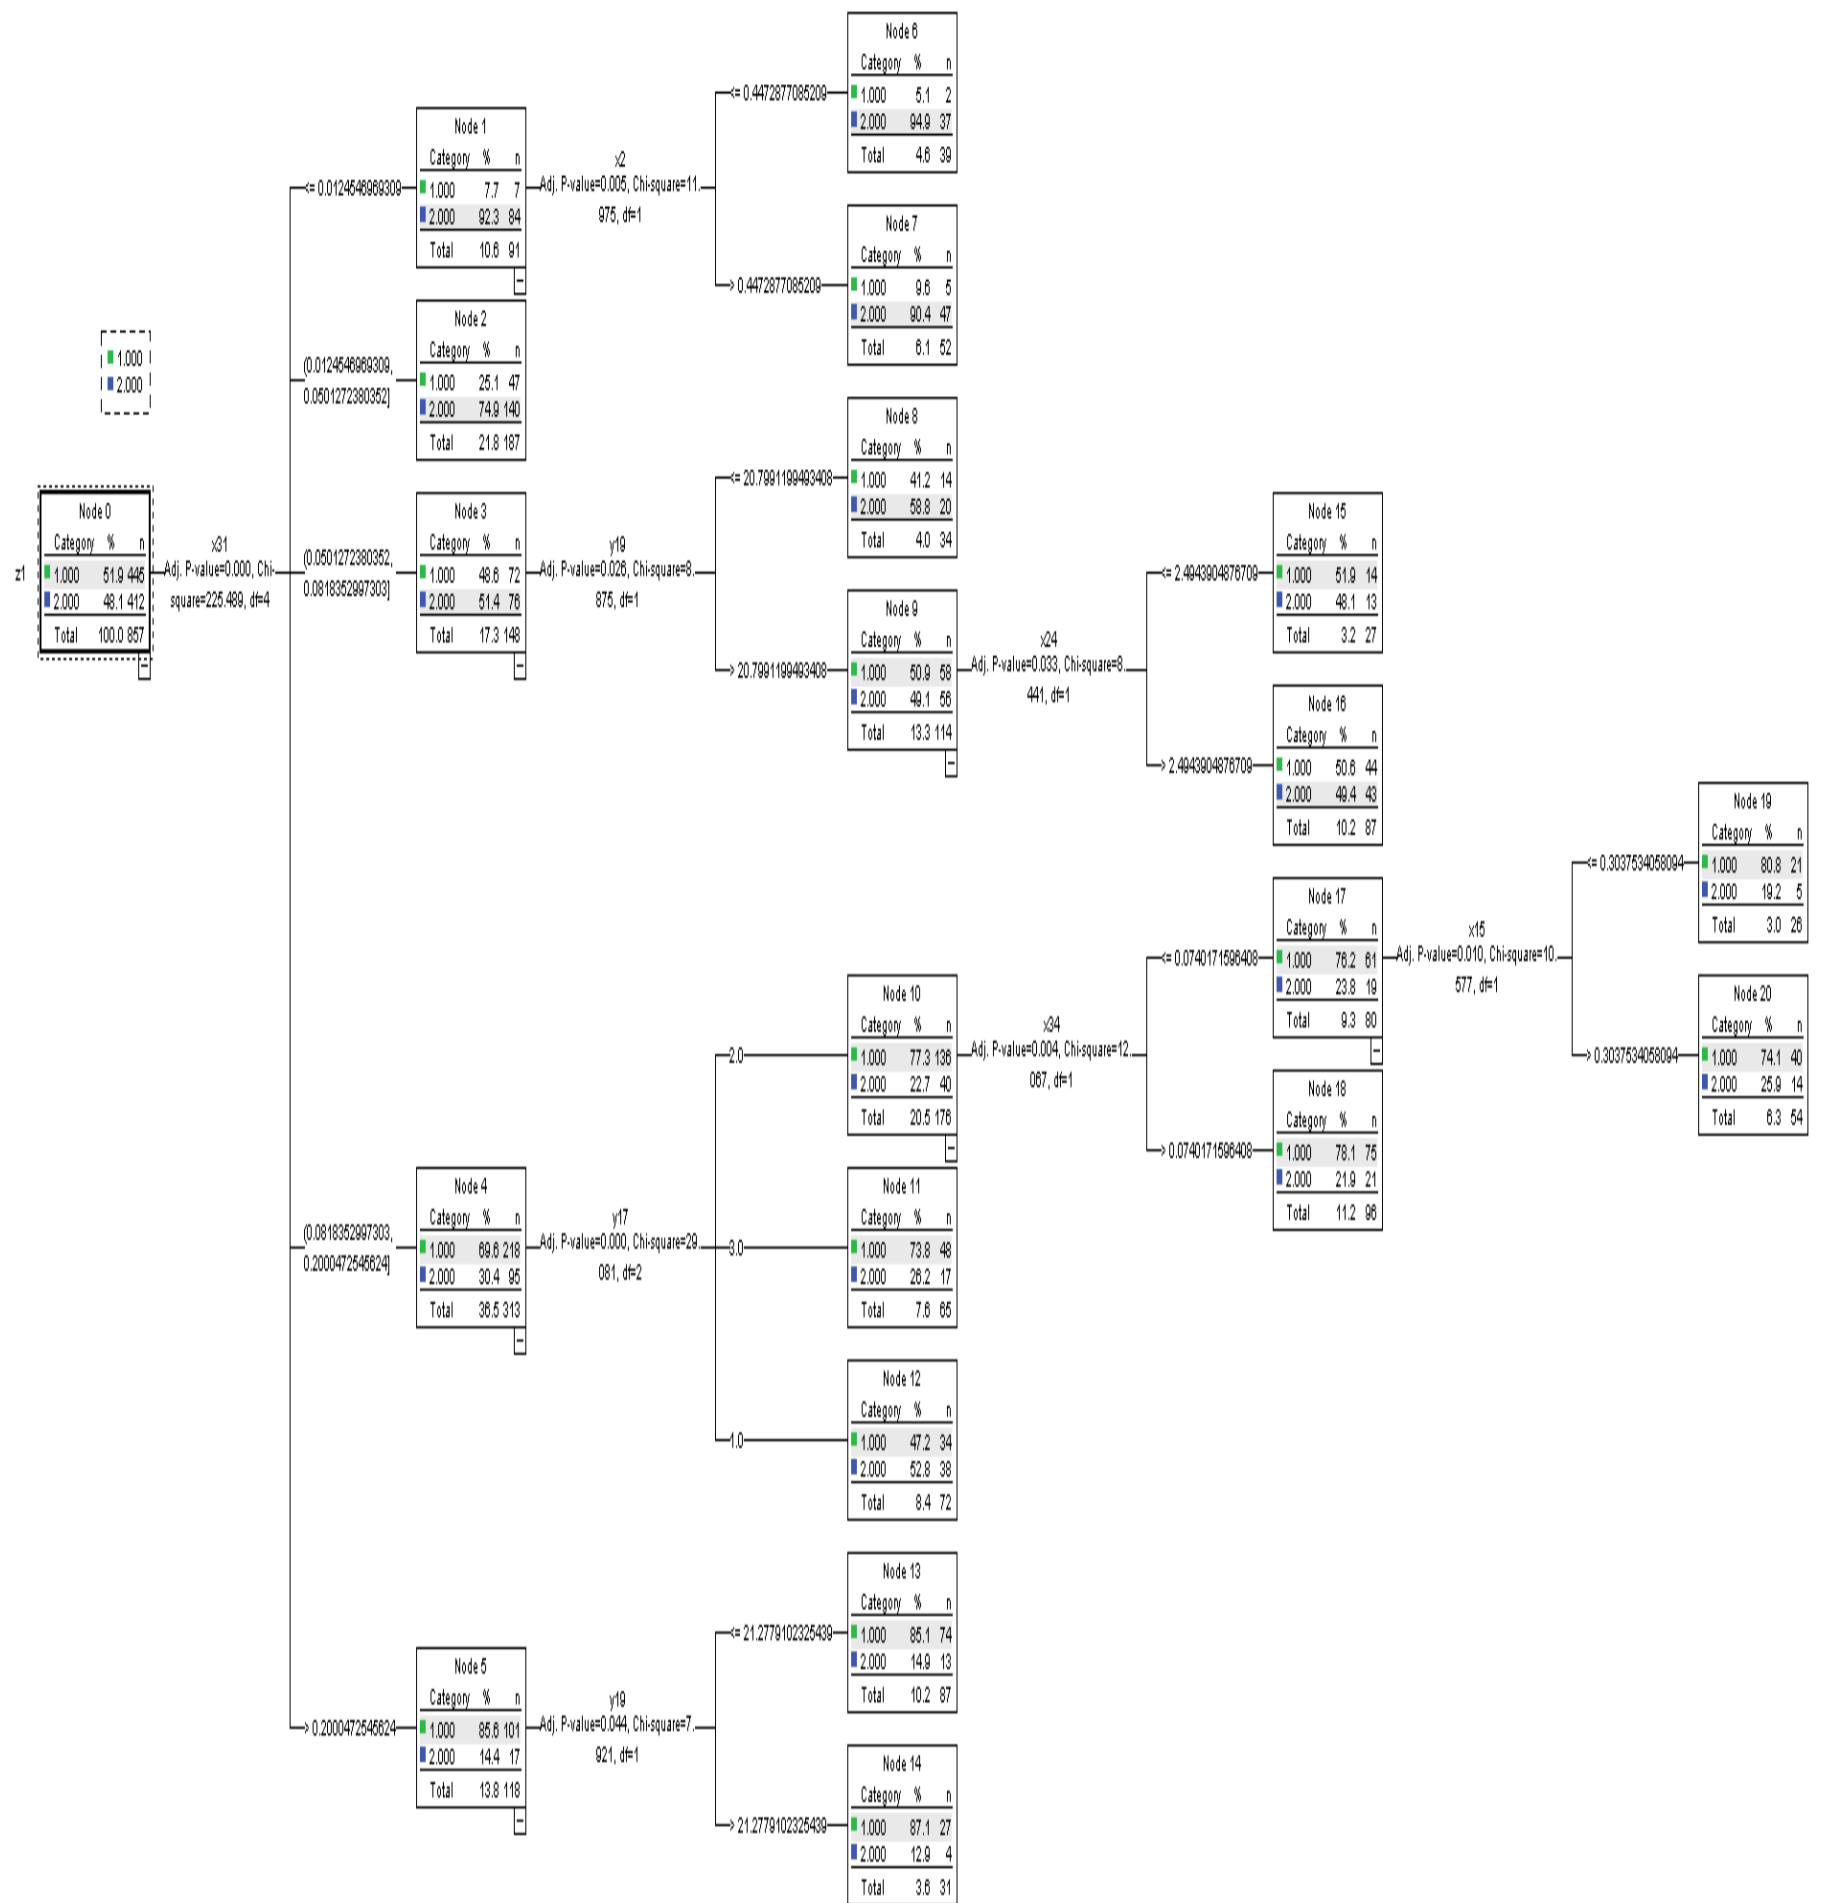 1.000
2.000
z1
Node 0
Category % n
1.000 51.9 445
2.000 48.1 412
Total 100.0 857
x31
Adj. P-value=0.000, Chi-
square=225.489, df=4
<= 0.0124546969309
Node 1
Category % n
1.000 7.7 7
2.000 92.3 84
Total 10.6 91
x2
Adj. P-value=0.005, Chi-square=11.
975, df=1
<= 0.4472877085209
Node 6
Category % n
1.000 5.1 2
2.000 94.9 37
Total 4.6 39
> 0.4472877085209
Node 7
Category % n
1.000 9.6 5
2.000 90.4 47
Total 6.1 52
(0.0124546969309,
0.0501272380352]
Node 2
Category % n
1.000 25.1 47
2.000 74.9 140
Total 21.8 187
(0.0501272380352,
0.0818352997303]
Node 3
Category % n
1.000 48.6 72
2.000 51.4 76
Total 17.3 148
y19
Adj. P-value=0.026, Chi-square=8.
875, df=1
<= 20.7991199493408
Node 8
Category % n
1.000 41.2 14
2.000 58.8 20
Total 4.0 34
> 20.7991199493408
Node 9
Category % n
1.000 50.9 58
2.000 49.1 56
Total 13.3 114
x24
Adj. P-value=0.033, Chi-square=8.
441, df=1
<= 2.4943904876709
Node 15
Category % n
1.000 51.9 14
2.000 48.1 13
Total 3.2 27
> 2.4943904876709
Node 16
Category % n
1.000 50.6 44
2.000 49.4 43
Total 10.2 87
(0.0818352997303,
0.2000472545624]
Node 4
Category % n
1.000 69.6 218
2.000 30.4 95
Total 36.5 313
y17
Adj. P-value=0.000, Chi-square=29.
081, df=2
2.0
Node 10
Category % n
1.000 77.3 136
2.000 22.7 40
Total 20.5 176
x34
Adj. P-value=0.004, Chi-square=12.
067, df=1
<= 0.0740171596408
Node 17
Category % n
1.000 76.2 61
2.000 23.8 19
Total 9.3 80
x15
Adj. P-value=0.010, Chi-square=10.
577, df=1
<= 0.3037534058094
Node 19
Category % n
1.000 80.8 21
2.000 19.2 5
Total 3.0 26
> 0.3037534058094
Node 20
Category % n
1.000 74.1 40
2.000 25.9 14
Total 6.3 54
> 0.0740171596408
Node 18
Category % n
1.000 78.1 75
2.000 21.9 21
Total 11.2 96
3.0
Node 11
Category % n
1.000 73.8 48
2.000 26.2 17
Total 7.6 65
1.0
Node 12
Category % n
1.000 47.2 34
2.000 52.8 38
Total 8.4 72
> 0.2000472545624
Node 5
Category % n
1.000 85.6 101
2.000 14.4 17
Total 13.8 118
y19
Adj. P-value=0.044, Chi-square=7.
921, df=1
<= 21.2779102325439
Node 13
Category % n
1.000 85.1 74
2.000 14.9 13
Total 10.2 87
> 21.2779102325439
Node 14
Category % n
1.000 87.1 27
2.000 12.9 4
Total 3.6 31